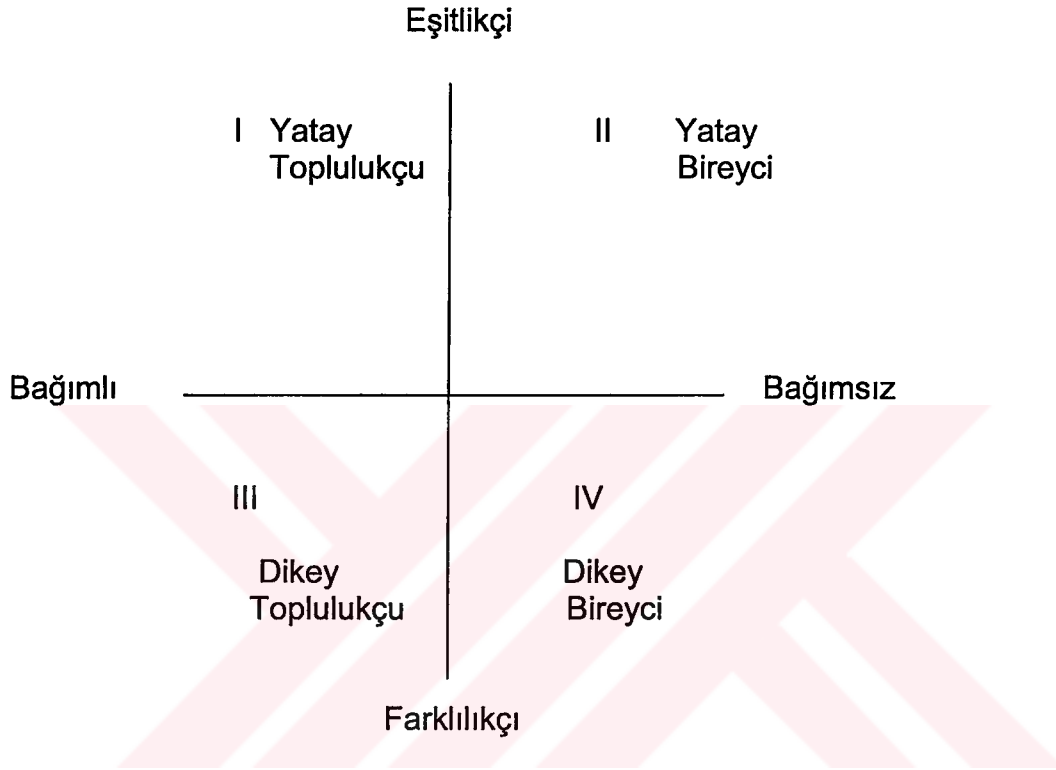 Eşitlikçi
I Yatay
Toplulukçu
II Yatay
Bireyci
Bağımlı
Bağımsız
III
Dikey
Toplulukçu
IV
Dikey
Bireyci
Farklılıkçı